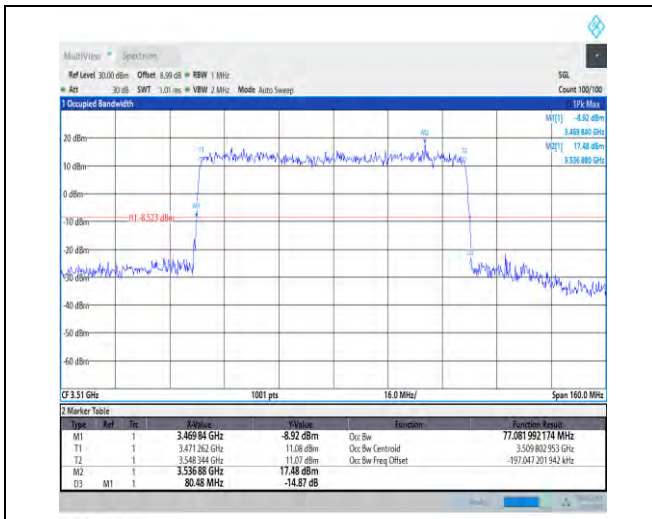 MultiView Spectrum
Ref Level 30.00 dBm Offset 8.99 dB RBW 1 MHz SGL
Att 30 dB SWT 1.01 ms VBW 2 MHz Mode Auto Sweep Count 100/100
1 Occupied Bandwidth 1Pk Max
M1[1] -8.92 dBm
3.469 840 GHz
M2[1] 17.48 dBm
3.536 880 GHz
20 dBm
M2
T1
T2
10 dBm
0 dBm
M1
H1 -8.523 dBm
-10 dBm
-20 dBm
D3
-30 dBm
-40 dBm
-50 dBm
-60 dBm
CF 3.51 GHz 1001 pts 16.0 MHz/ Span 160.0 MHz
2 Marker Table
Type Ref Trc X-Value Y-Value Function Function Result
M1 1 3.469 84 GHz -8.92 dBm Occ Bw 77.081 992 174 MHz
T1 1 3.471 262 GHz 11.08 dBm Occ Bw Centroid 3.509 802 953 GHz
T2 1 3.548 344 GHz 11.07 dBm Occ Bw Freq Offset -197.047 201 942 kHz
M2 1 3.536 88 GHz 17.48 dBm
D3 M1 1 80.48 MHz -14.87 dB